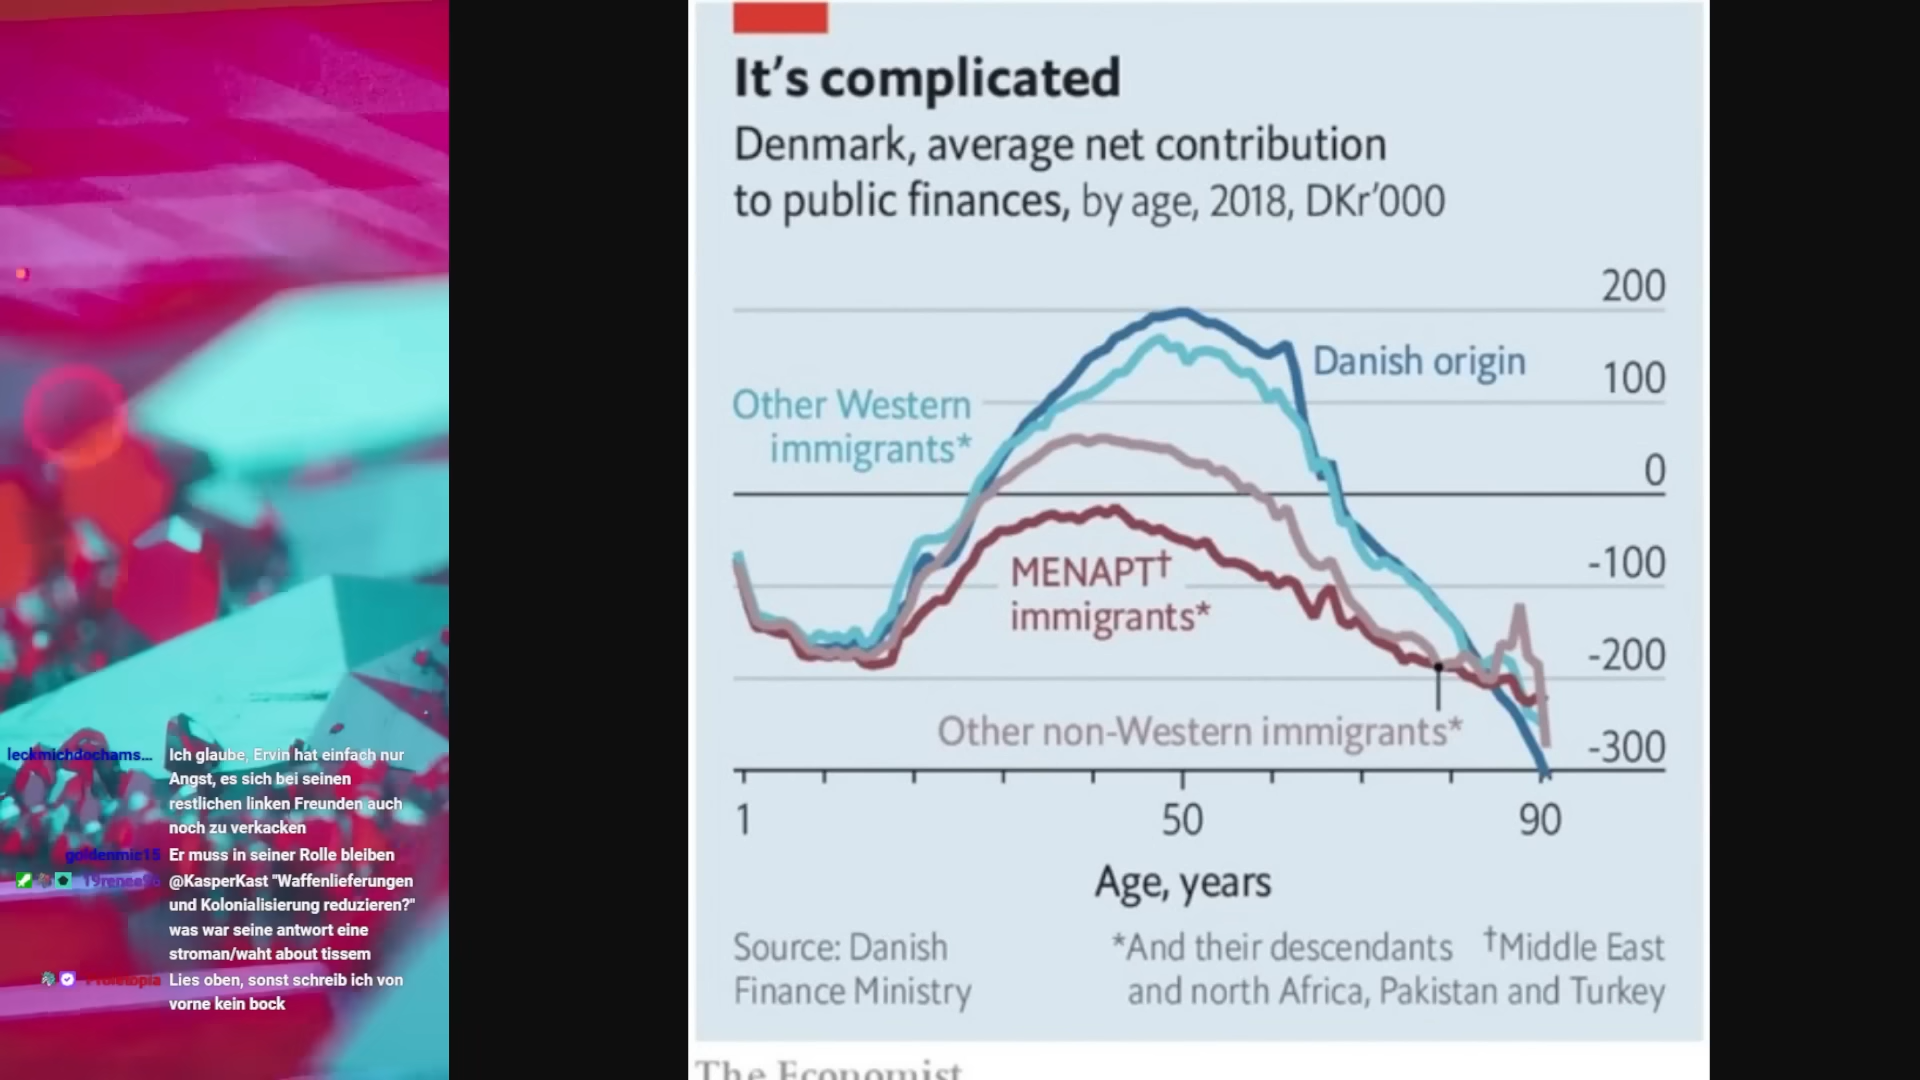 leckmichdochams...
Ich glaube, Ervin hat einfach nur
Angst, es sich bei seinen
restlichen linken Freunden auch
noch zu verkacken
goldenmic15 Er muss in seiner Rolle bleiben
@KasperKast "Waffenlieferungen
und Kolonialisierung reduzieren?"
was war seine antwort eine
stroman/waht about tissem
Lies oben, sonst schreib ich von
vorne kein bock
It's complicated
Denmark, average net contribution
to public finances, by age, 2018, DKr'000
200
Danish origin
100
Other Western
immigrants*
0
-100
MENAPT†
immigrants*
-200
Other non-Western immigrants*
-300
1 50 90
Age, years
Source: Danish
Finance Ministry
*And their descendants †Middle East
and north Africa, Pakistan and Turkey
The Economist